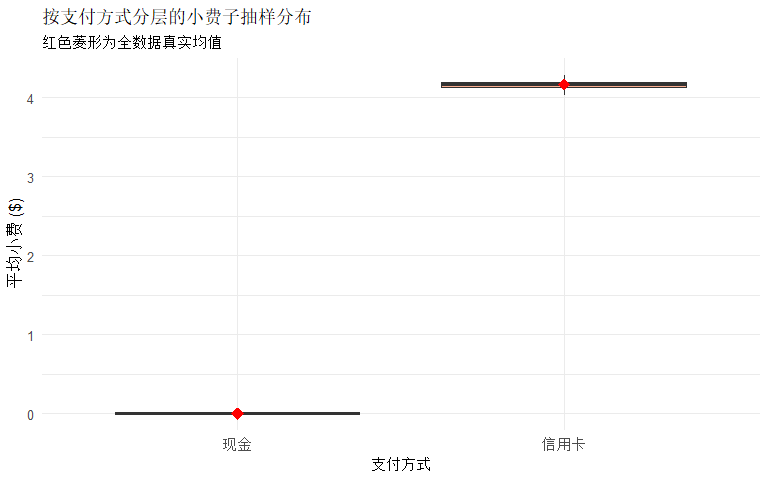 按支付方式分层的小费子抽样分布
红色菱形为全数据真实均值
平均小费 ($)
4
3
2
1
0
现金
信用卡
支付方式